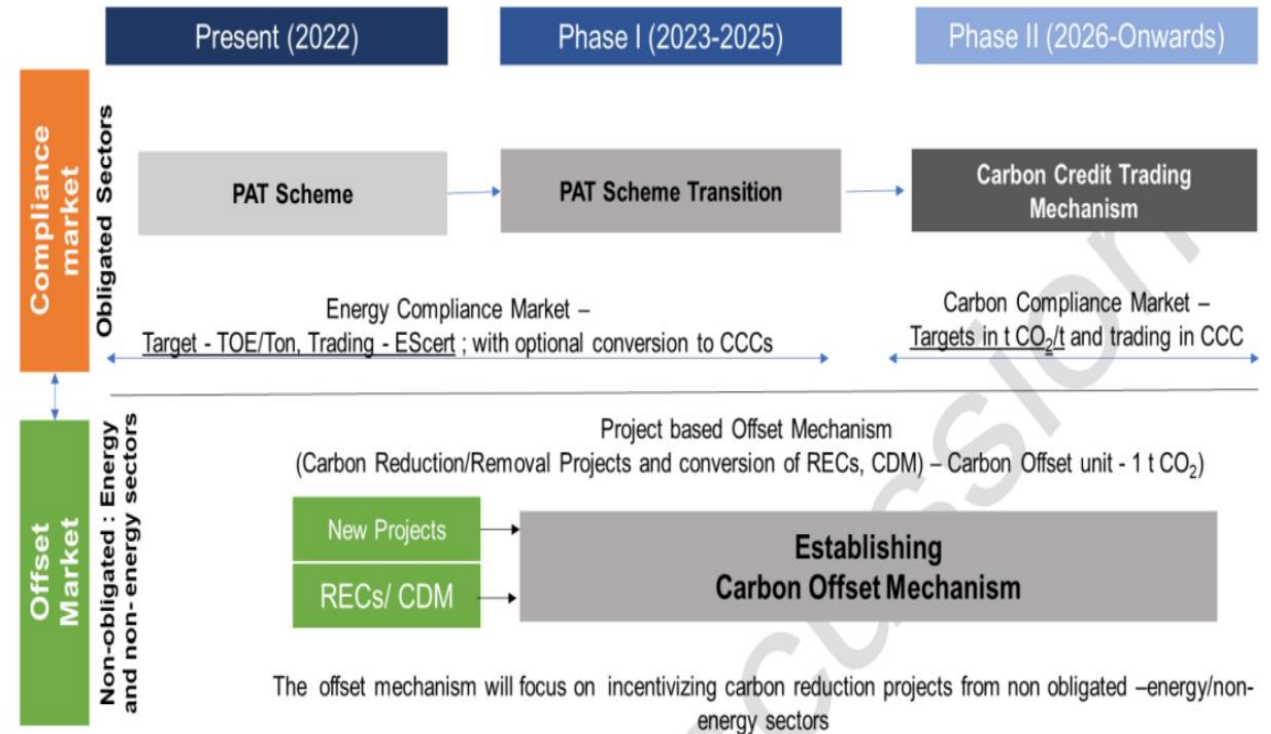 Present (2022)
Phase I (2023-2025)
Phase II (2026-Onwards)
Compliance
market
Obligated Sectors
PAT Scheme
PAT Scheme Transition
Carbon Credit Trading
Mechanism
Energy Compliance Market –
Target - TOE/Ton, Trading - EScert ; with optional conversion to CCCs
Carbon Compliance Market –
Targets in t CO₂/t and trading in CCC
Offset
Market
Non-obligated : Energy
and non- energy sectors
Project based Offset Mechanism
(Carbon Reduction/Removal Projects and conversion of RECs, CDM) – Carbon Offset unit - 1 t CO₂)
New Projects
RECs/ CDM
Establishing
Carbon Offset Mechanism
The offset mechanism will focus on incentivizing carbon reduction projects from non obligated –energy/non-
energy sectors